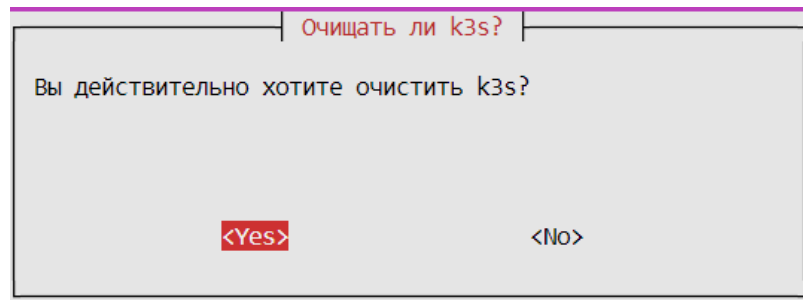 Очищать ли k3s?
Вы действительно хотите очистить k3s?
<Yes> <No>